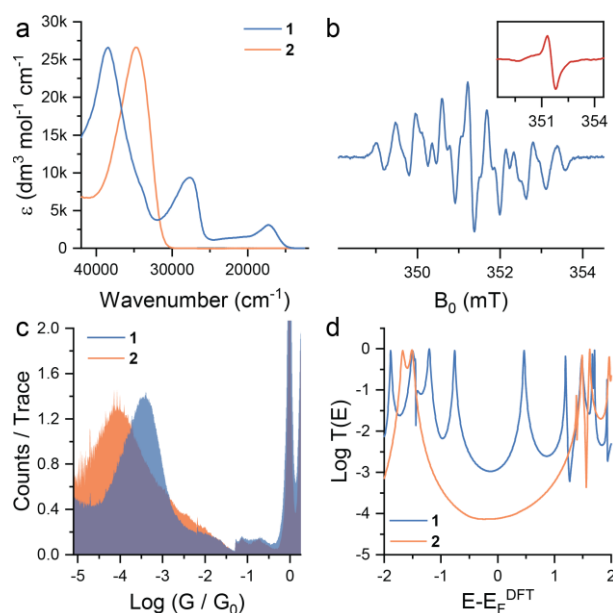 a
1
2
ε (dm³ mol⁻¹ cm⁻¹)
25k
20k
15k
10k
5k
0
40000 30000 20000
Wavenumber (cm⁻¹)
b
351 354
350 352 354
B₀ (mT)
c
1
2
Counts / Trace
2.0
1.6
1.2
0.8
0.4
0.0
-5 -4 -3 -2 -1 0
Log (G / G₀)
d
Log T(E)
0
-1
-2
-3
-4
-5
1
2
-2 -1 0 1 2
E-E_F^DFT